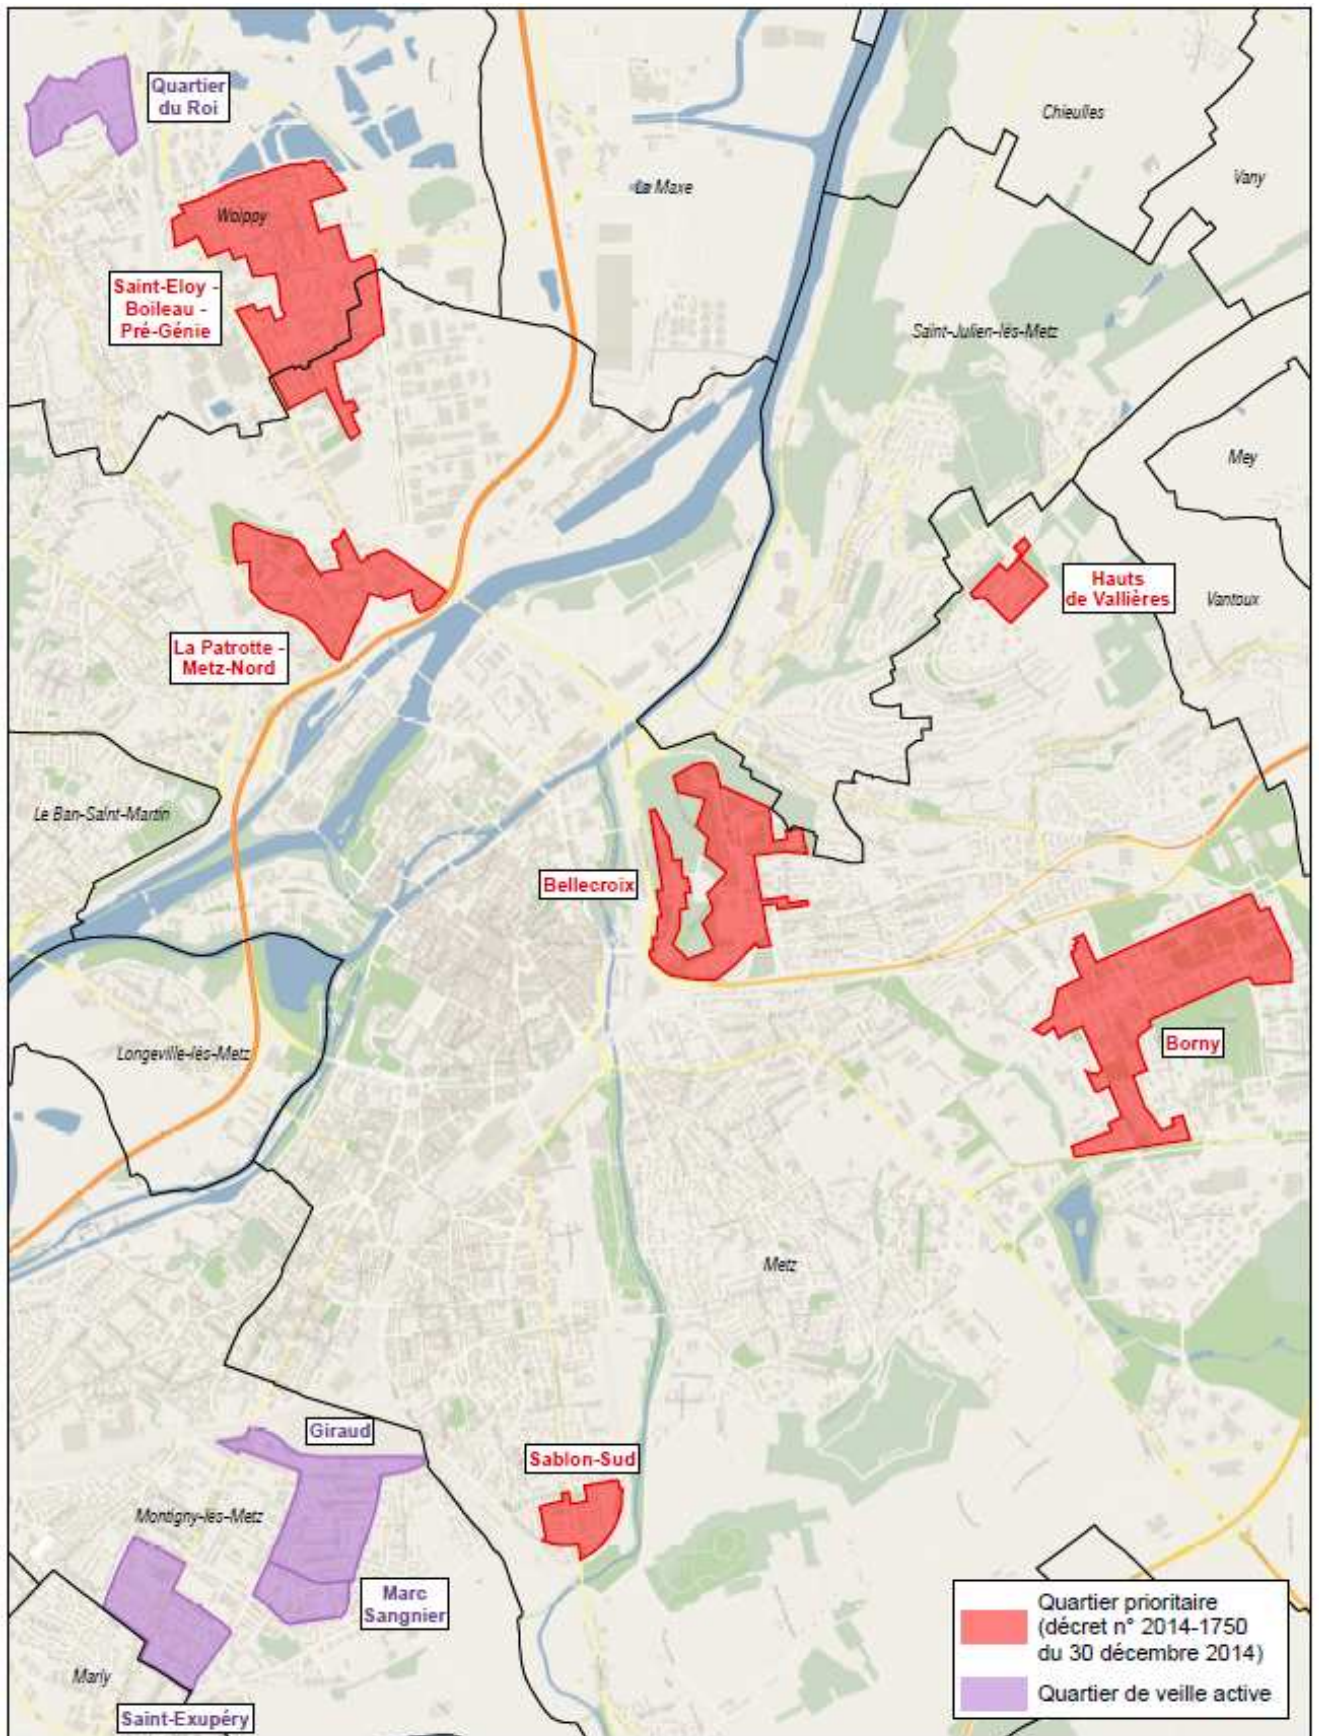 Quartier
du Roi
Chieulles
Vany
La Maxe
Woippy
Saint-Eloy -
Boileau -
Pré-Génie
Saint-Julien-lès-Metz
Mey
Hauts
de Vallières
Vantoux
La Patrotte -
Metz-Nord
Le Ban-Saint-Martin
Bellecroix
Borny
Longeville-lès-Metz
Metz
Giraud
Sablon-Sud
Montigny-lès-Metz
Marc
Sangnier
Marly
Saint-Exupéry
Quartier prioritaire
(décret n° 2014-1750
du 30 décembre 2014)
Quartier de veille active